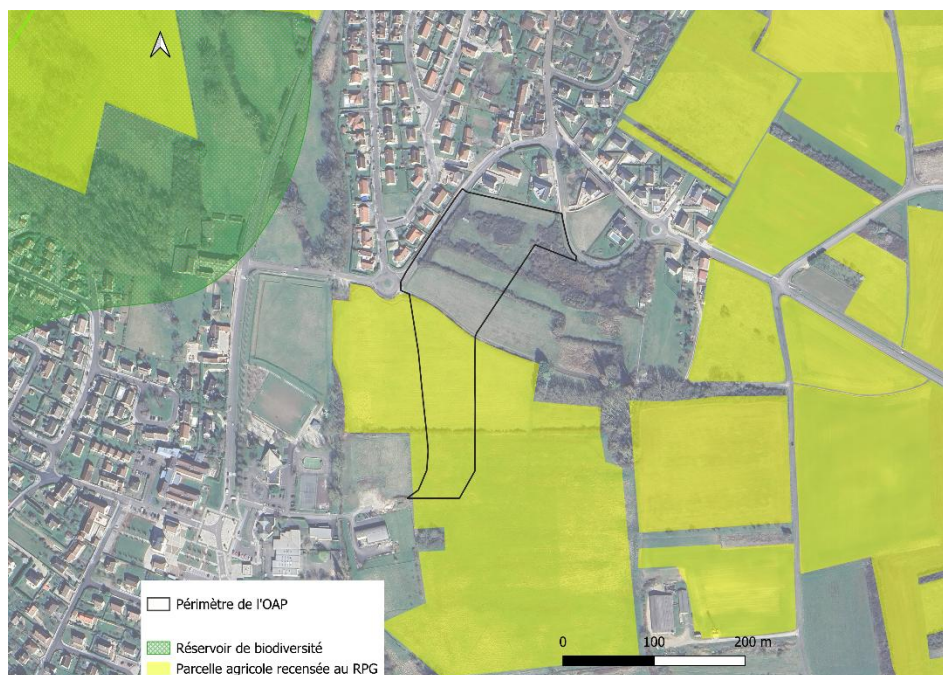 Périmètre de l'OAP
Réservoir de biodiversité
Parcelle agricole recensée au RPG
0 100 200 m